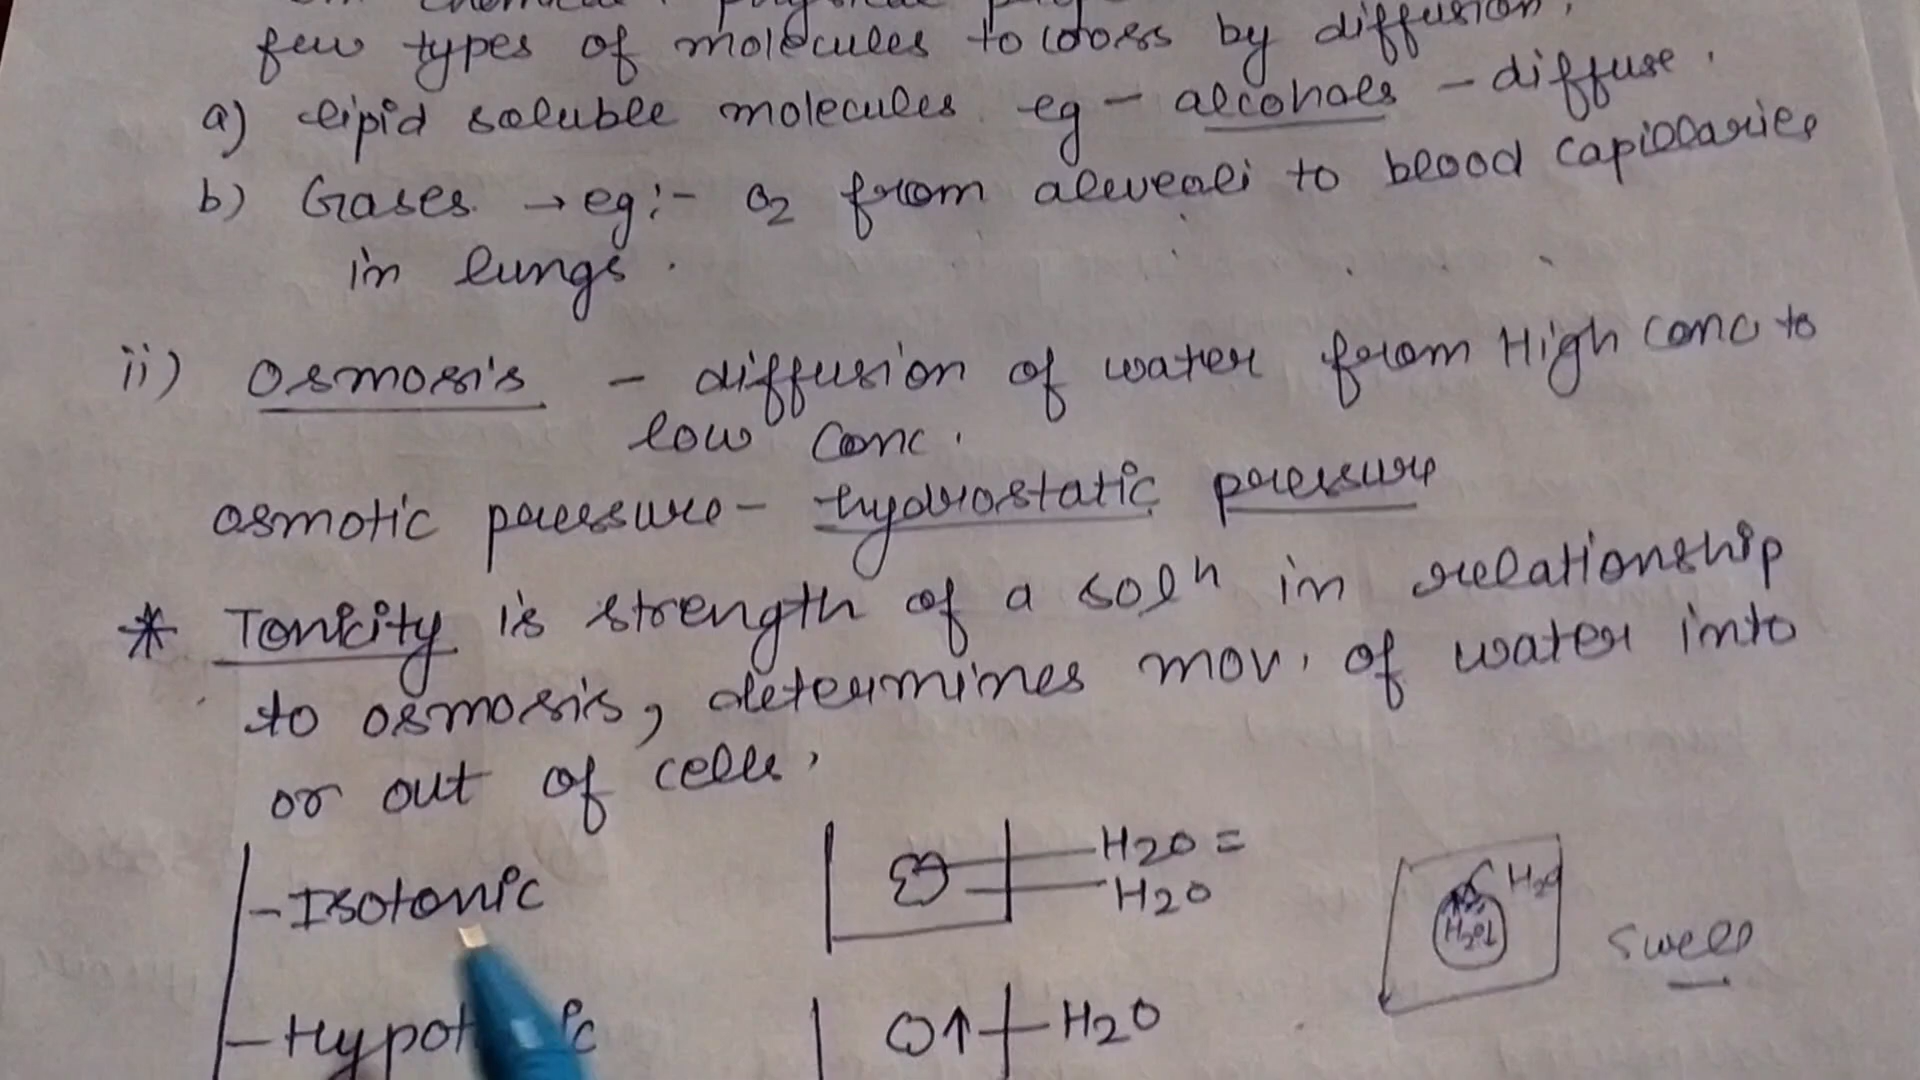 few types of molecules to cross by diffusion.
a) lipid soluble molecules eg - alcohols - diffuse.
b) Gases → eg:- O2 from alveoli to blood capillaries
in lungs.
ii) Osmosis - diffusion of water from High conc to
low conc.
osmotic pressure - hydrostatic pressure
* Tonicity is strength of a solⁿ in relationship
to osmosis, determines mov. of water into
or out of cells.
- Isotonic
H2O =
H2O
H2O
H2O↓
swell
- Hypot ic
↑ H2O